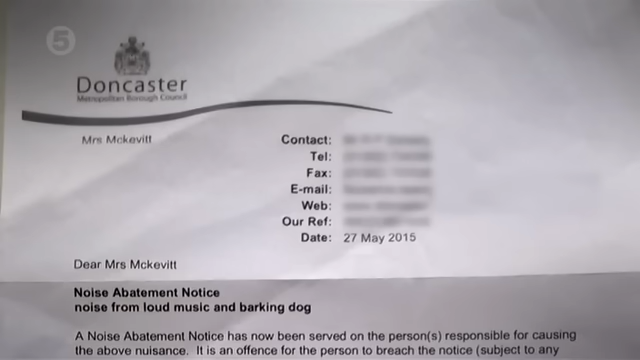 5
Doncaster
Metropolitan Borough Council
Mrs Mckevitt
Contact:
Tel:
Fax:
E-mail:
Web:
Our Ref:
Date: 27 May 2015
Dear Mrs Mckevitt
Noise Abatement Notice
noise from loud music and barking dog
A Noise Abatement Notice has now been served on the person(s) responsible for causing
the above nuisance. It is an offence for the person to breach the notice (subject to any